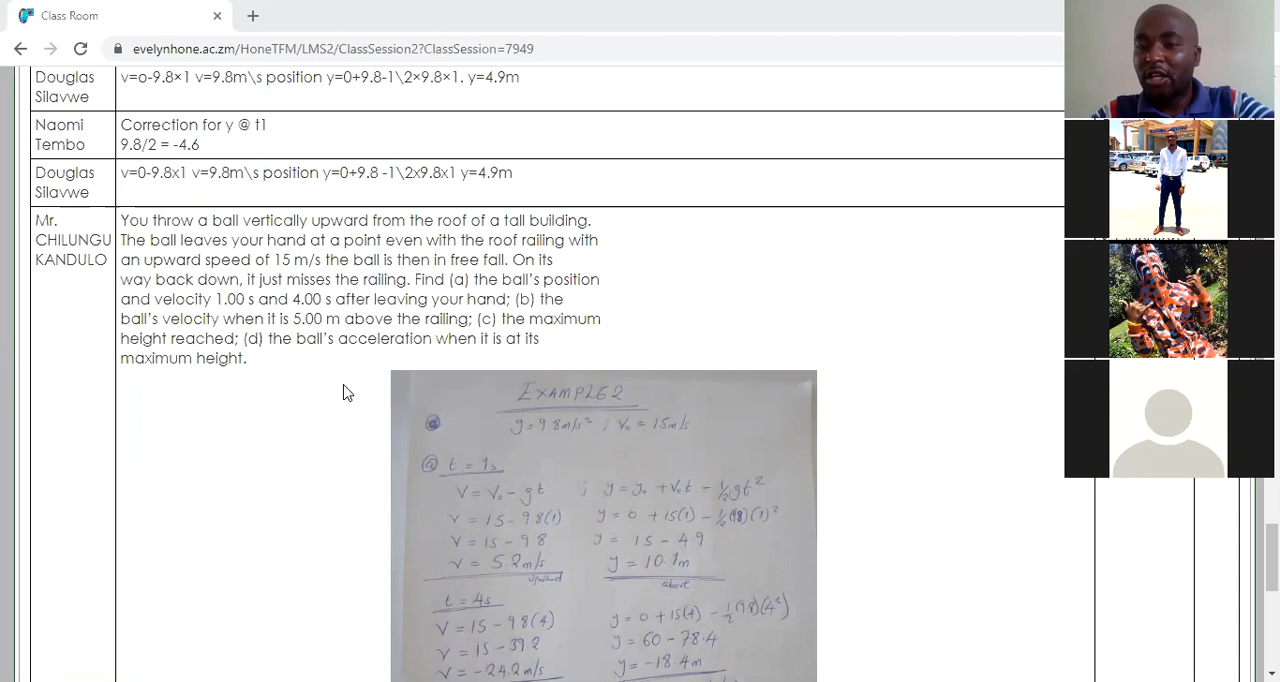 Class Room
evelynhone.ac.zm/HoneTFM/LMS2/ClassSession2?ClassSession=7949
Douglas Silavwe
v=o-9.8×1 v=9.8m\s position y=0+9.8-1\2×9.8×1. y=4.9m
Naomi Tembo
Correction for y @ t1
9.8/2 = -4.6
Douglas Silavwe
v=0-9.8x1 v=9.8m\s position y=0+9.8 -1\2x9.8x1 y=4.9m
Mr. CHILUNGU KANDULO
You throw a ball vertically upward from the roof of a tall building.
The ball leaves your hand at a point even with the roof railing with
an upward speed of 15 m/s the ball is then in free fall. On its
way back down, it just misses the railing. Find (a) the ball's position
and velocity 1.00 s and 4.00 s after leaving your hand; (b) the
ball's velocity when it is 5.00 m above the railing; (c) the maximum
height reached; (d) the ball's acceleration when it is at its
maximum height.
EXAMPLE 2
g = 9.8m/s² ; V₀ = 15m/s
ⓐ t = 1s
V = V₀ - gt ; y = y₀ + V₀t - ½gt²
v = 15 - 9.8(1) y = 0 + 15(1) - ½(9.8)(1)²
v = 15 - 9.8 y = 15 - 4.9
v = 5.2m/s y = 10.1m
upward above
t = 4s
V = 15 - 9.8(4) y = 0 + 15(4) - ½(9.8)(4²)
v = 15 - 39.2 y = 60 - 78.4
v = -24.2m/s y = -18.4m